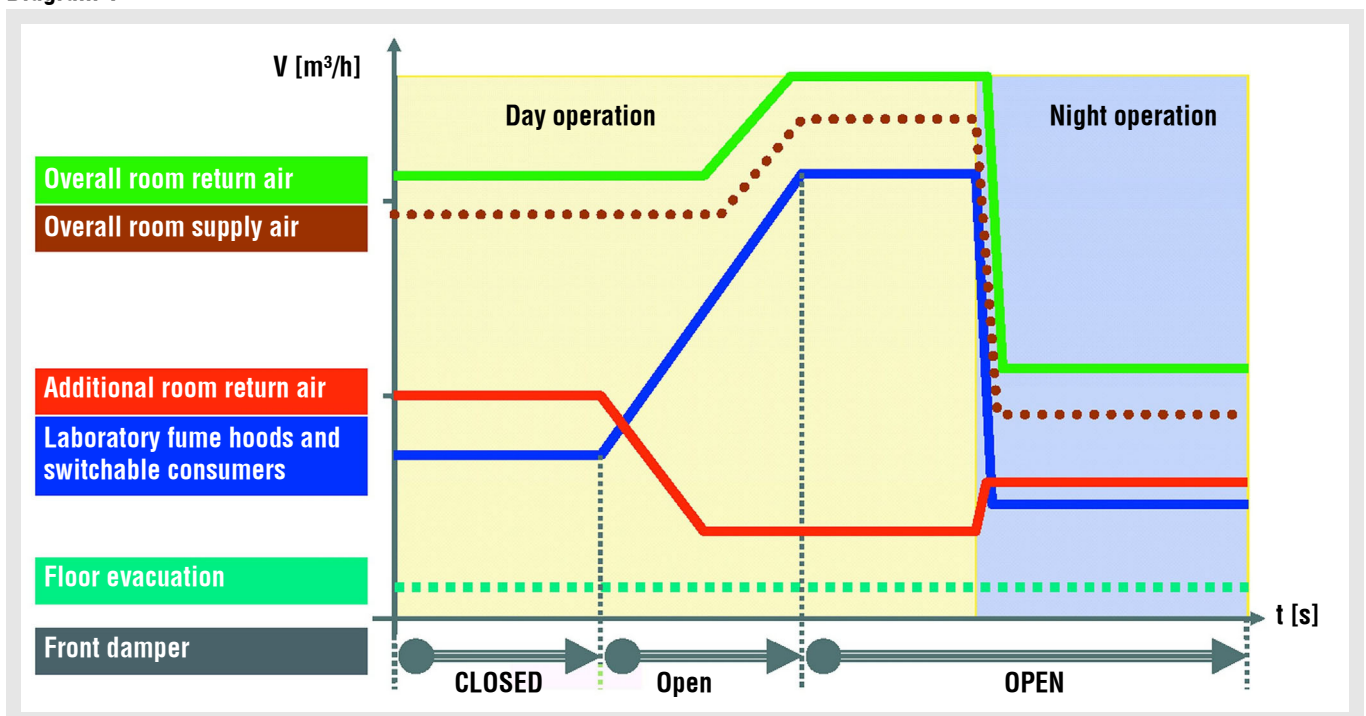 V [m³/h]
Day operation
Night operation
Overall room return air
Overall room supply air
Additional room return air
Laboratory fume hoods and
switchable consumers
Floor evacuation
t [s]
Front damper
CLOSED
Open
OPEN